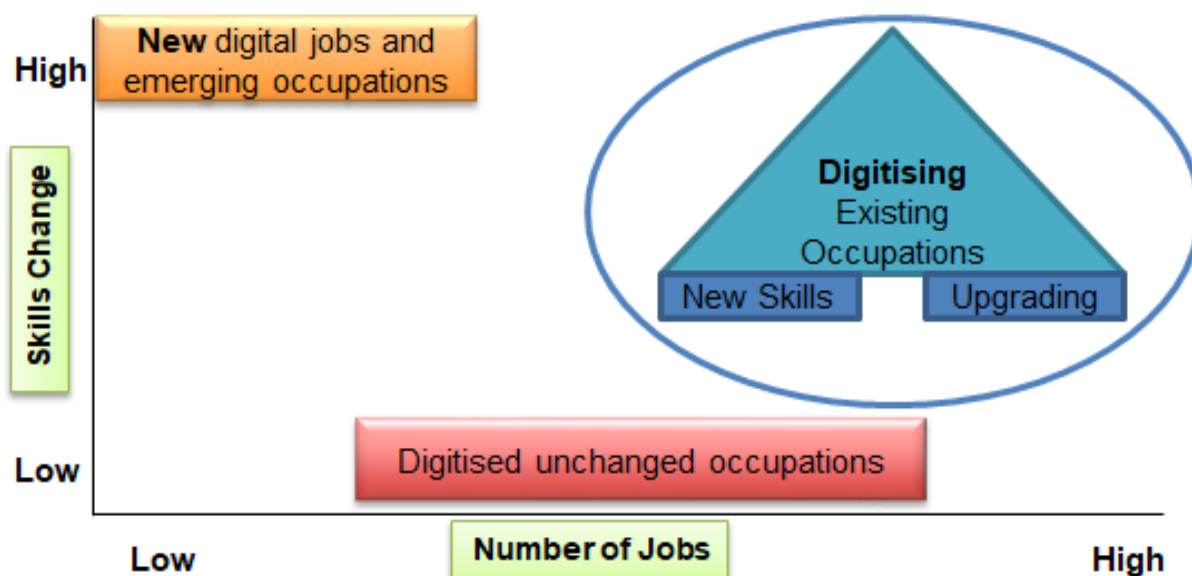 New digital jobs and
emerging occupations
High
Digitising
Existing
Occupations
New Skills
Upgrading
Skills Change
Digitised unchanged occupations
Low
Low
Number of Jobs
High